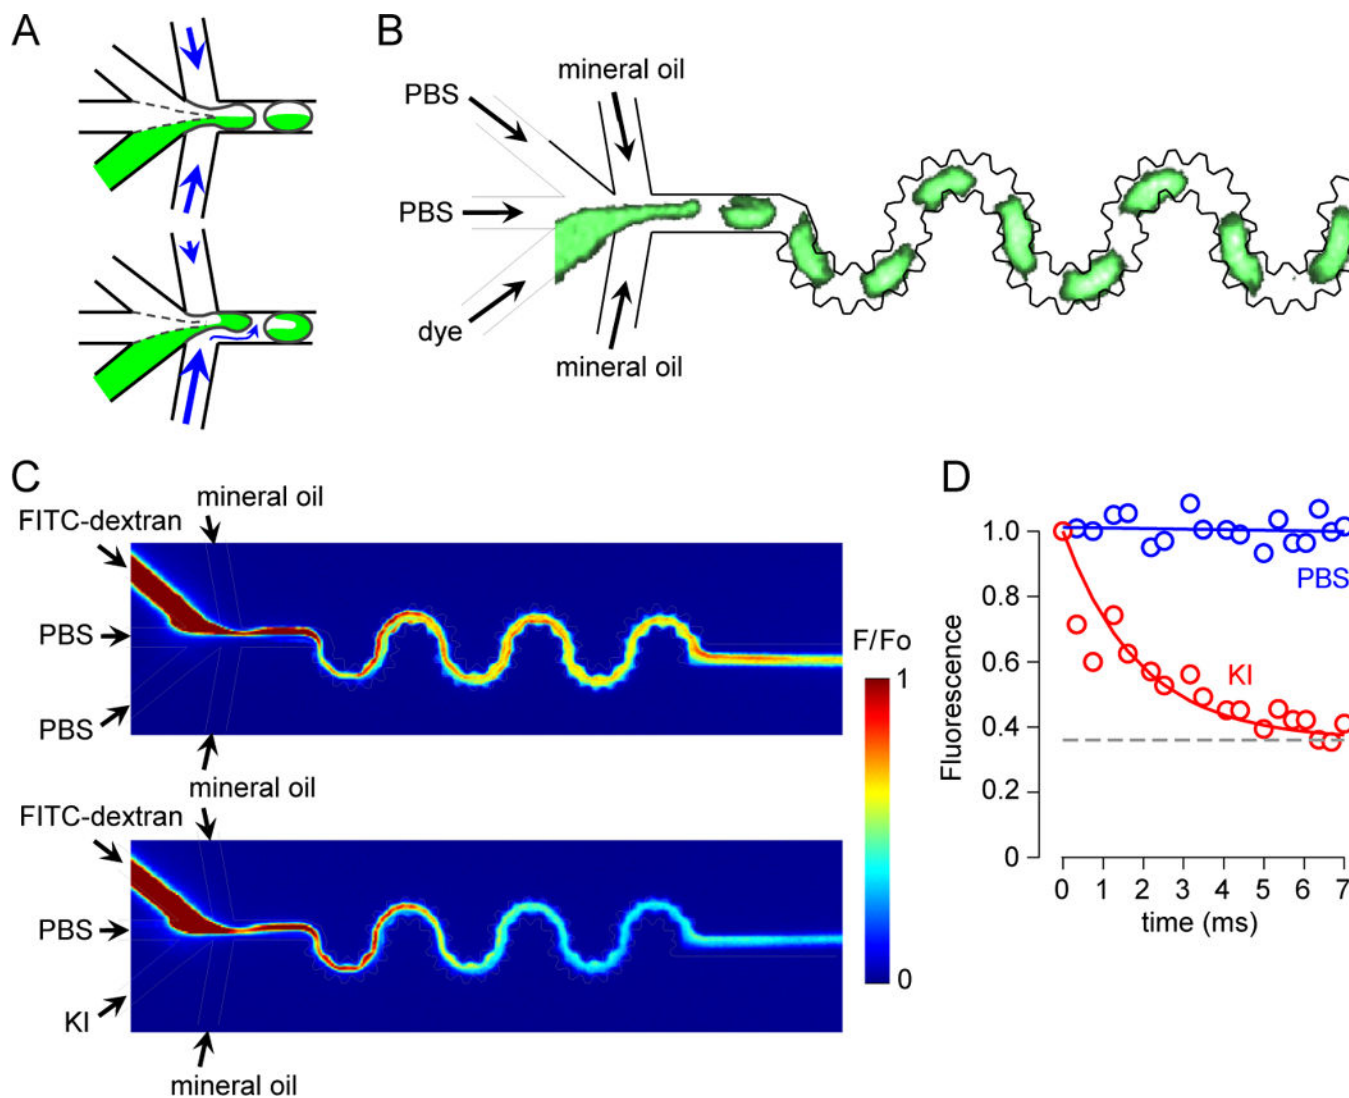 A
B
mineral oil
PBS
PBS
dye
mineral oil
C
mineral oil
FITC-dextran
PBS
PBS
mineral oil
F/Fo
1
0
FITC-dextran
PBS
KI
mineral oil
D
1.0
0.8
0.6
0.4
0.2
0
Fluorescence
PBS
KI
0 1 2 3 4 5 6 7
time (ms)